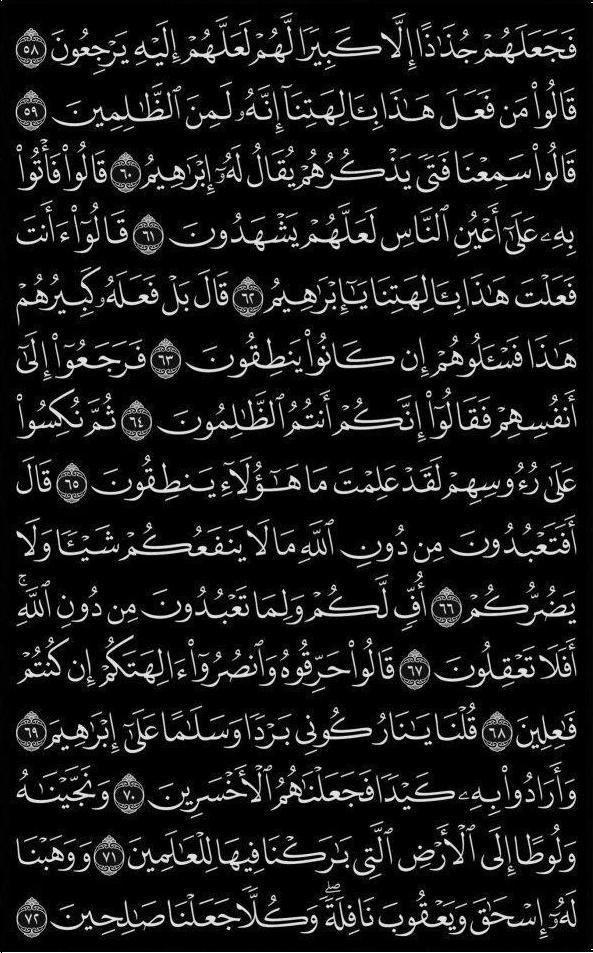 فَجَعَلَهُمْ جُذَٰذًا إِلَّا كَبِيرًا لَّهُمْ لَعَلَّهُمْ إِلَيْهِ يَرْجِعُونَ ٥٨
قَالُوا۟ مَن فَعَلَ هَٰذَا بِـَٔالِهَتِنَآ إِنَّهُۥ لَمِنَ ٱلظَّٰلِمِينَ ٥٩
قَالُوا۟ سَمِعْنَا فَتًى يَذْكُرُهُمْ يُقَالُ لَهُۥٓ إِبْرَٰهِيمُ ٦٠ قَالُوا۟ فَأْتُوا۟
بِهِۦ عَلَىٰٓ أَعْيُنِ ٱلنَّاسِ لَعَلَّهُمْ يَشْهَدُونَ ٦١ قَالُوٓا۟ ءَأَنتَ
فَعَلْتَ هَٰذَا بِـَٔالِهَتِنَا يَٰٓإِبْرَٰهِيمُ ٦٢ قَالَ بَلْ فَعَلَهُۥ كَبِيرُهُمْ
هَٰذَا فَسْـَٔلُوهُمْ إِن كَانُوا۟ يَنطِقُونَ ٦٣ فَرَجَعُوٓا۟ إِلَىٰٓ
أَنفُسِهِمْ فَقَالُوٓا۟ إِنَّكُمْ أَنتُمُ ٱلظَّٰلِمُونَ ٦٤ ثُمَّ نُكِسُوا۟
عَلَىٰ رُءُوسِهِمْ لَقَدْ عَلِمْتَ مَا هَٰٓؤُلَآءِ يَنطِقُونَ ٦٥ قَالَ
أَفَتَعْبُدُونَ مِن دُونِ ٱللَّهِ مَا لَا يَنفَعُكُمْ شَيْـًٔا وَلَا
يَضُرُّكُمْ ٦٦ أُفٍّ لَّكُمْ وَلِمَا تَعْبُدُونَ مِن دُونِ ٱللَّهِ ۖ
أَفَلَا تَعْقِلُونَ ٦٧ قَالُوا۟ حَرِّقُوهُ وَٱنصُرُوٓا۟ ءَالِهَتَكُمْ إِن كُنتُمْ
فَٰعِلِينَ ٦٨ قُلْنَا يَٰنَارُ كُونِى بَرْدًا وَسَلَٰمًا عَلَىٰٓ إِبْرَٰهِيمَ ٦٩
وَأَرَادُوا۟ بِهِۦ كَيْدًا فَجَعَلْنَٰهُمُ ٱلْأَخْسَرِينَ ٧٠ وَنَجَّيْنَٰهُ
وَلُوطًا إِلَى ٱلْأَرْضِ ٱلَّتِى بَٰرَكْنَا فِيهَا لِلْعَٰلَمِينَ ٧١ وَوَهَبْنَا
لَهُۥٓ إِسْحَٰقَ وَيَعْقُوبَ نَافِلَةً ۖ وَكُلًّا جَعَلْنَا صَٰلِحِينَ ٧٢